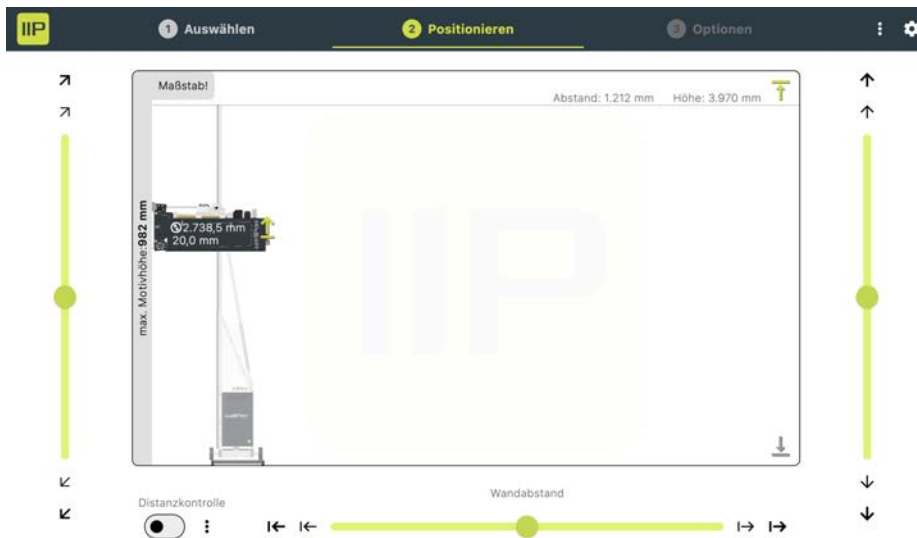 IIP
1 Auswählen
2 Positionieren
3 Optionen
Maßstab!
Abstand: 1.212 mm Höhe: 3.970 mm
max. Motivhöhe:982 mm
2.738,5 mm
20,0 mm
IIP
Distanzkontrolle
Wandabstand